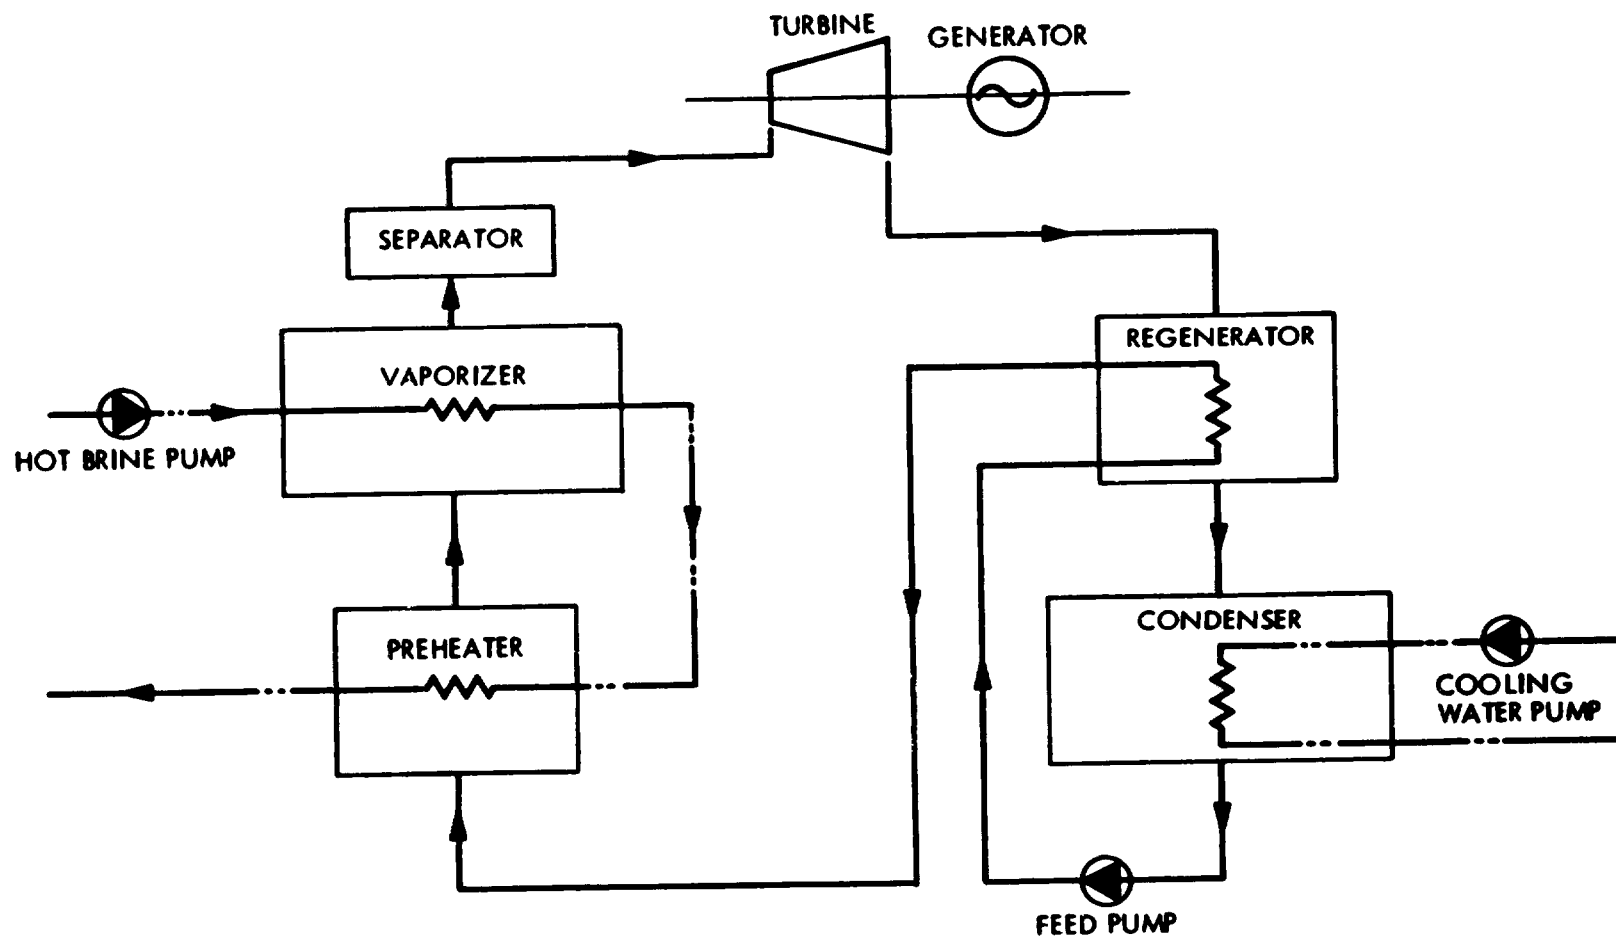 TURBINE
GENERATOR
SEPARATOR
REGENERATOR
VAPORIZER
HOT BRINE PUMP
CONDENSER
PREHEATER
COOLING
WATER PUMP
FEED PUMP